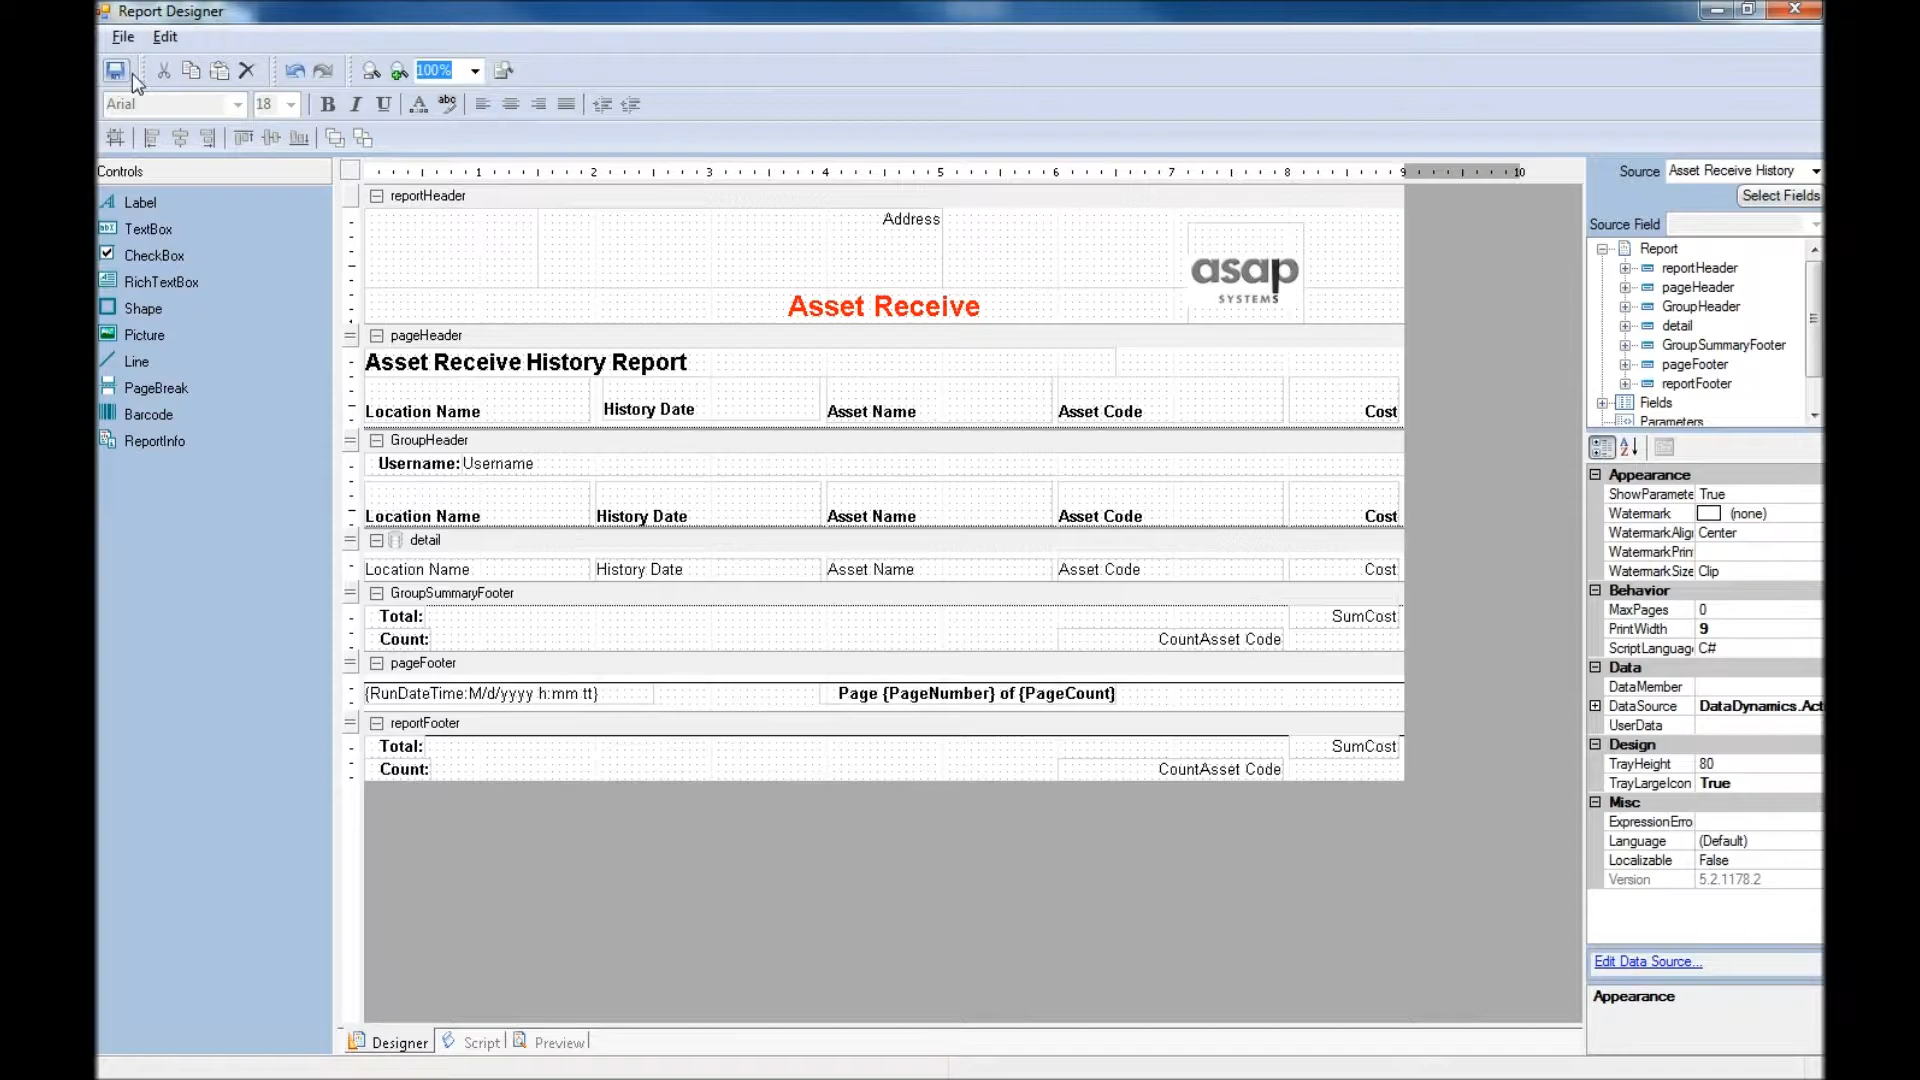 Report Designer
File Edit
100%
Arial 18 B I U A abc
Controls
Label
TextBox
CheckBox
RichTextBox
Shape
Picture
Line
PageBreak
Barcode
ReportInfo
1 2 3 4 5 6 7 8 9 10
reportHeader
Address
asap
SYSTEMS
Asset Receive
pageHeader
Asset Receive History Report
Location Name History Date Asset Name Asset Code Cost
GroupHeader
Username: Username
Location Name History Date Asset Name Asset Code Cost
detail
Location Name History Date Asset Name Asset Code Cost
GroupSummaryFooter
Total: SumCost
Count: CountAsset Code
pageFooter
{RunDateTime:M/d/yyyy h:mm tt} Page {PageNumber} of {PageCount}
reportFooter
Total: SumCost
Count: CountAsset Code
Designer Script Preview
Source Asset Receive History
Select Fields
Source Field
Report
reportHeader
pageHeader
GroupHeader
detail
GroupSummaryFooter
pageFooter
reportFooter
Fields
Parameters
Appearance
ShowParamete True
Watermark (none)
WatermarkAlig Center
WatermarkPrin
WatermarkSize Clip
Behavior
MaxPages 0
PrintWidth 9
ScriptLanguag C#
Data
DataMember
DataSource DataDynamics.Act
UserData
Design
TrayHeight 80
TrayLargeIcon True
Misc
ExpressionErro
Language (Default)
Localizable False
Version 5.2.1178.2
Edit Data Source...
Appearance